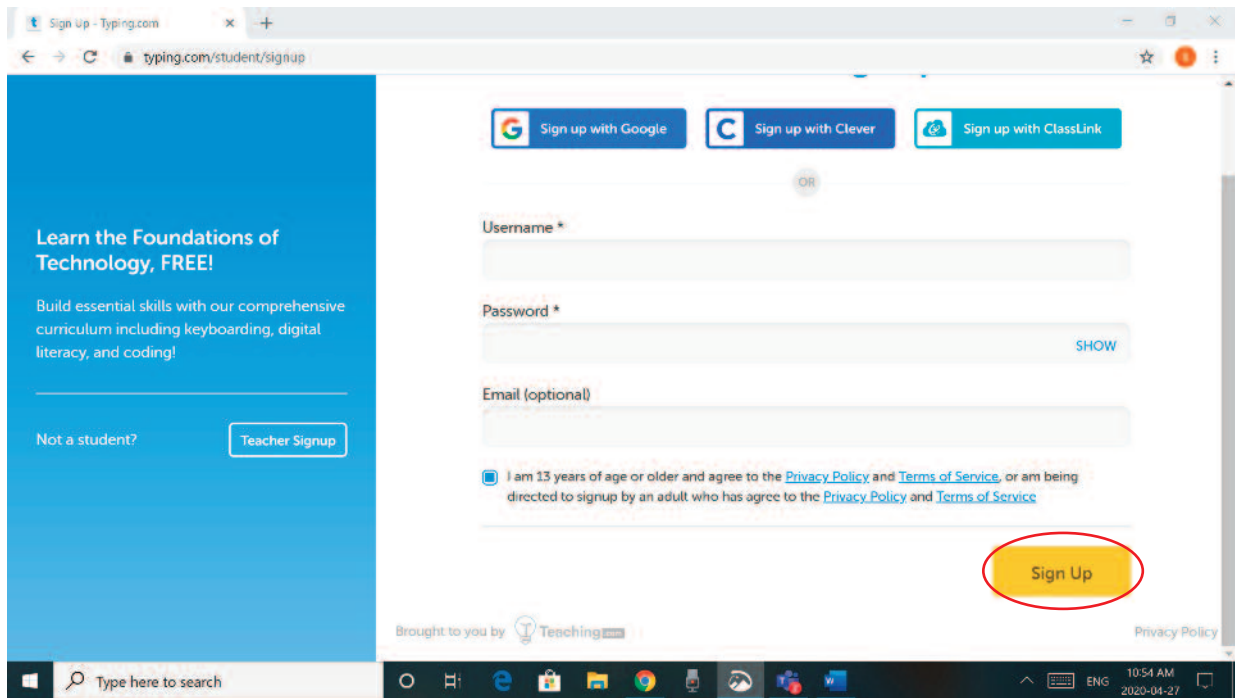 Sign Up - Typing.com
typing.com/student/signup
Sign up with Google
Sign up with Clever
Sign up with ClassLink
OR
Learn the Foundations of
Technology, FREE!
Build essential skills with our comprehensive
curriculum including keyboarding, digital
literacy, and coding!
Not a student?
Teacher Signup
Username *
Password *
SHOW
Email (optional)
I am 13 years of age or older and agree to the Privacy Policy and Terms of Service, or am being
directed to signup by an adult who has agree to the Privacy Policy and Terms of Service
Sign Up
Brought to you by Teaching.com
Privacy Policy
Type here to search
ENG
10:54 AM
2020-04-27